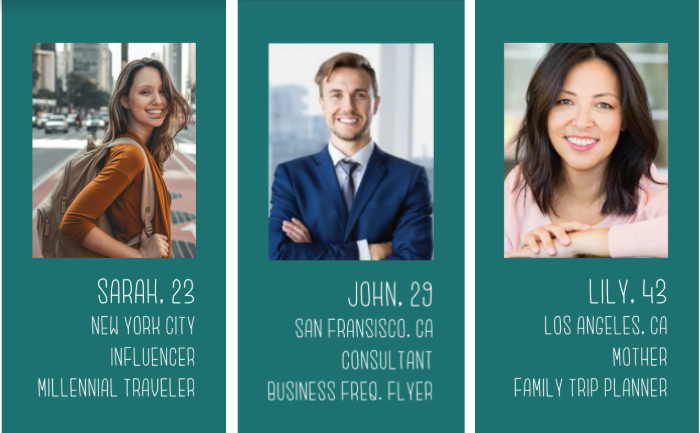 SARAH, 23
NEW YORK CITY
INFLUENCER
MILLENNIAL TRAVELER
JOHN, 29
SAN FRANSISCO, CA
CONSULTANT
BUSINESS FREQ. FLYER
LILY, 43
LOS ANGELES, CA
MOTHER
FAMILY TRIP PLANNER